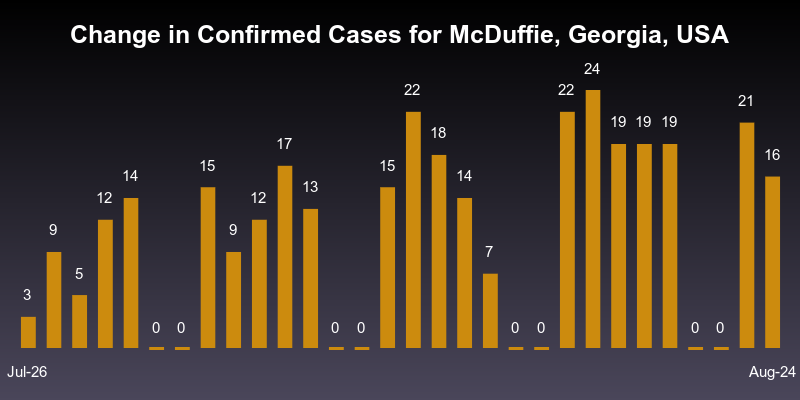 Change in Confirmed Cases for McDuffie, Georgia, USA
3 9 5 12 14 0 0 15 9 12 17 13 0 0 15 22 18 14 7 0 0 22 24 19 19 19 0 0 21 16
Jul-26 Aug-24